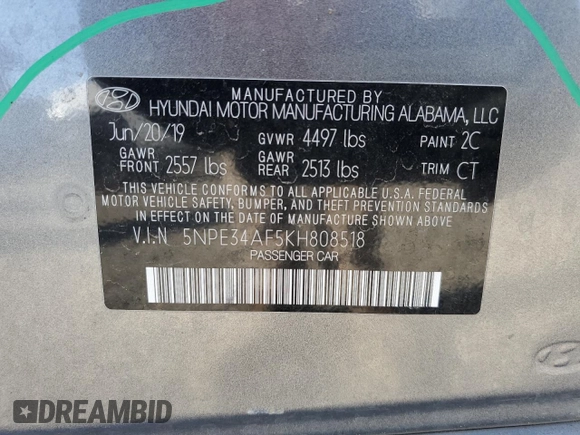 MANUFACTURED BY
HYUNDAI MOTOR MANUFACTURING ALABAMA, LLC
Jun/20/19 GVWR 4497 lbs PAINT 2C
GAWR FRONT 2557 lbs GAWR REAR 2513 lbs TRIM CT
THIS VEHICLE CONFORMS TO ALL APPLICABLE U.S.A. FEDERAL
MOTOR VEHICLE SAFETY, BUMPER, AND THEFT PREVENTION STANDARDS
IN EFFECT ON THE DATE OF MANUFACTURE SHOWN ABOVE
V.I.N 5NPE34AF5KH808518
PASSENGER CAR
DREAMBID